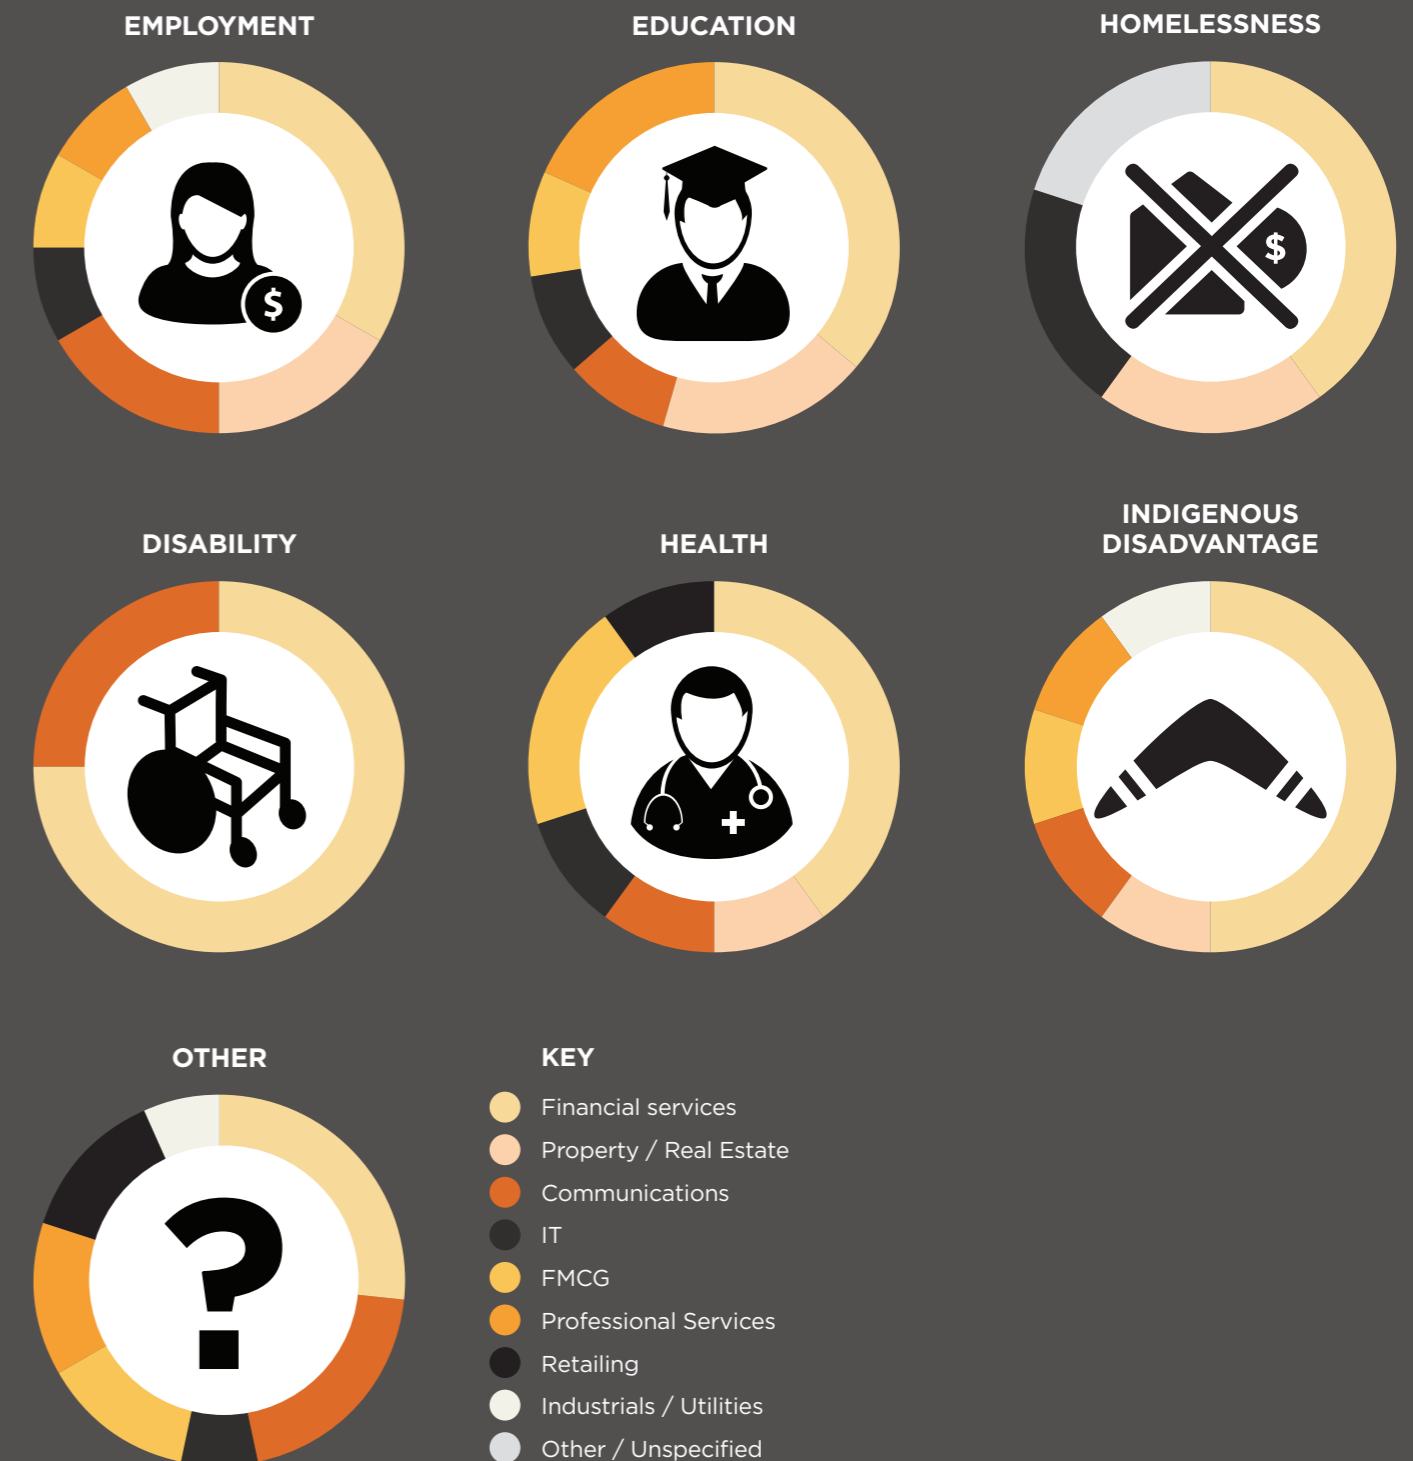 EMPLOYMENT
EDUCATION
HOMELESSNESS
$
$
DISABILITY
HEALTH
INDIGENOUS
DISADVANTAGE
OTHER
?
KEY
Financial services
Property / Real Estate
Communications
IT
FMCG
Professional Services
Retailing
Industrials / Utilities
Other / Unspecified